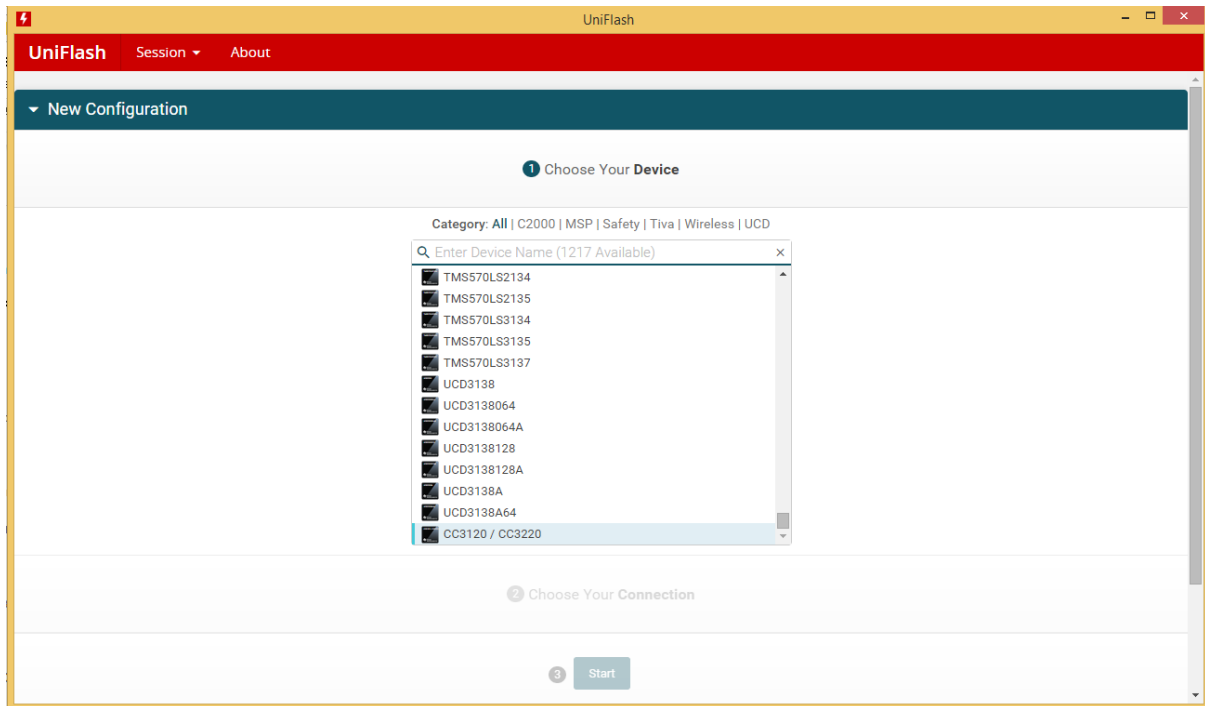 UniFlash
UniFlash Session About
New Configuration
1 Choose Your Device
Category: All | C2000 | MSP | Safety | Tiva | Wireless | UCD
Enter Device Name (1217 Available)
TMS570LS2134
TMS570LS2135
TMS570LS3134
TMS570LS3135
TMS570LS3137
UCD3138
UCD3138064
UCD3138064A
UCD3138128
UCD3138128A
UCD3138A
UCD3138A64
CC3120 / CC3220
2 Choose Your Connection
3 Start